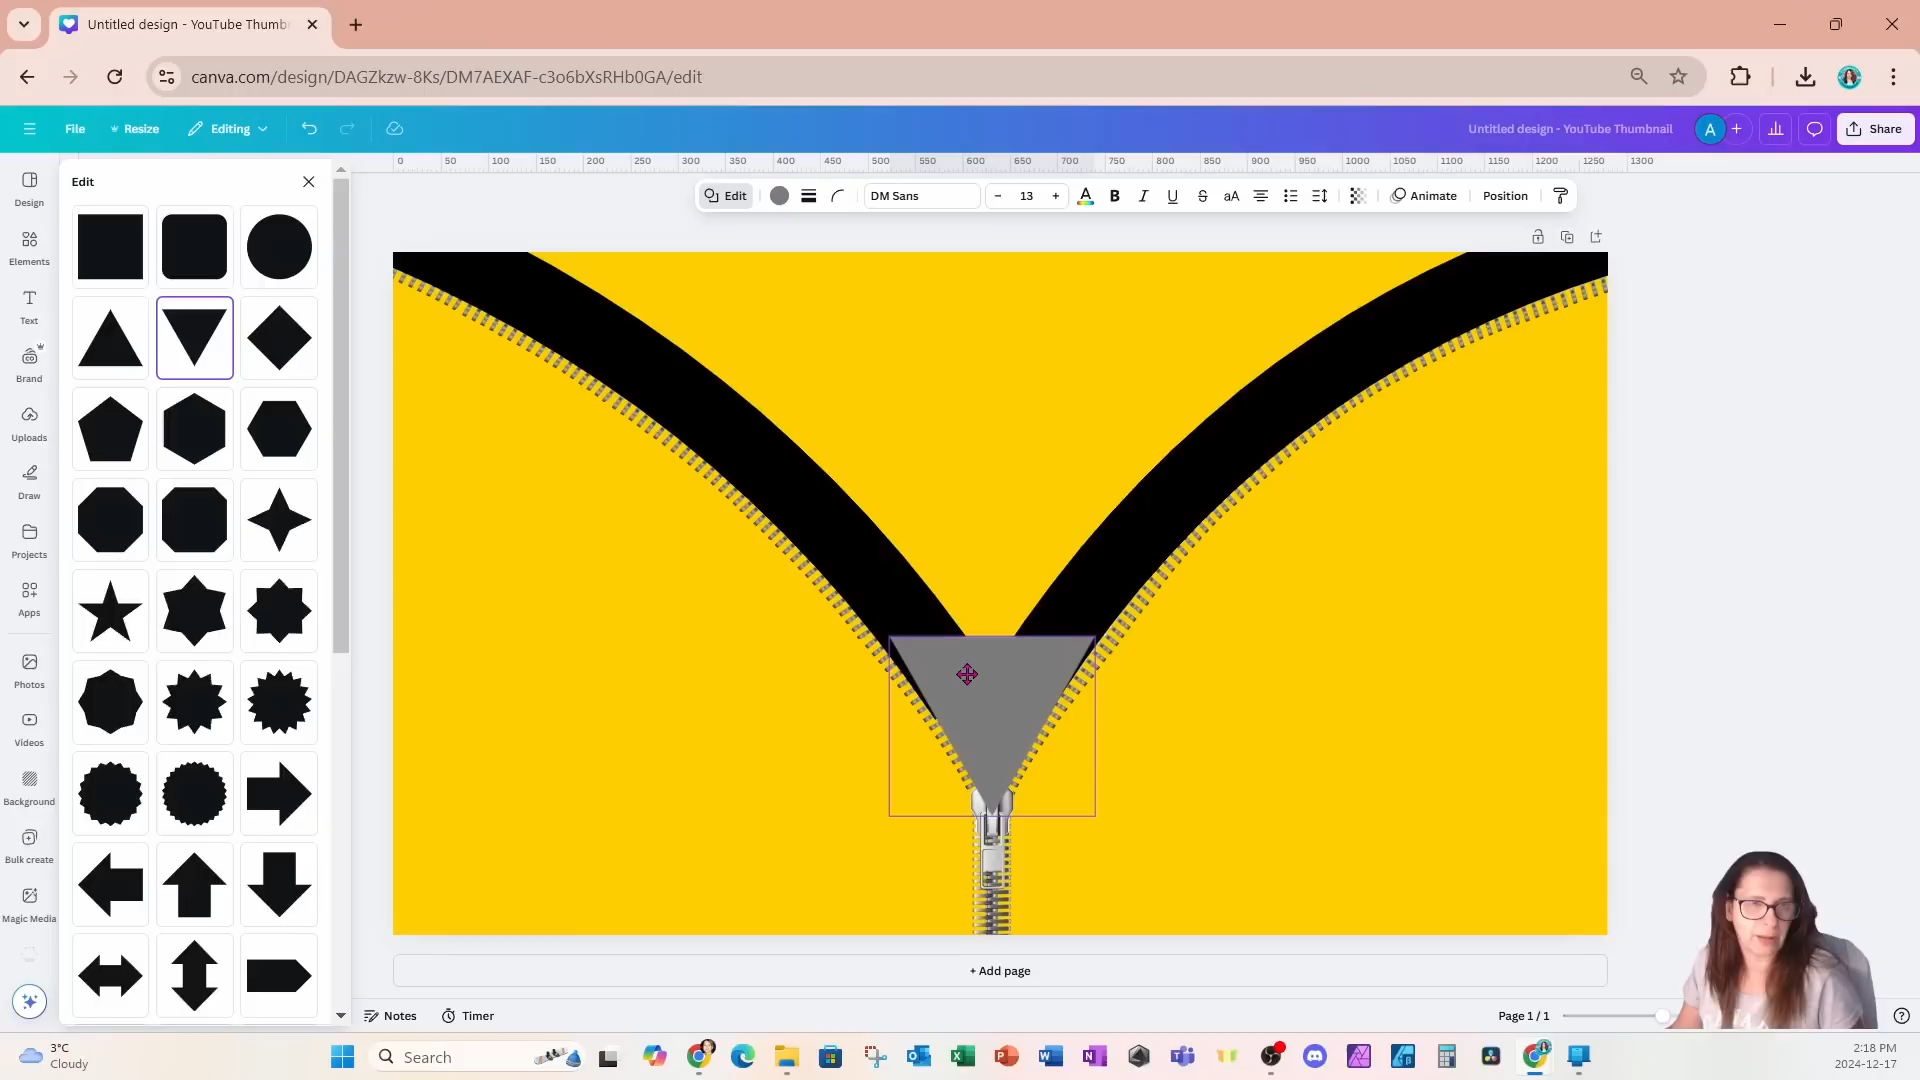 Untitled design - YouTube Thumbn
canva.com/design/DAGZkzw-8Ks/DM7AEXAF-c3o6bXsRHb0GA/edit
File
Resize
Editing
Untitled design - YouTube Thumbnail
A
Share
0 50 100 150 200 250 300 350 400 450 500 550 600 650 700 750 800 850 900 950 1000 1050 1100 1150 1200 1250 1300
Edit
Edit
DM Sans
– 13 +
A B I U S aA
Animate
Position
Design
Elements
Text
Brand
Uploads
Draw
Projects
Apps
Photos
Videos
Background
Bulk create
Magic Media
+ Add page
Notes
Timer
Page 1 / 1
3°C
Cloudy
Search
2:18 PM
2024-12-17